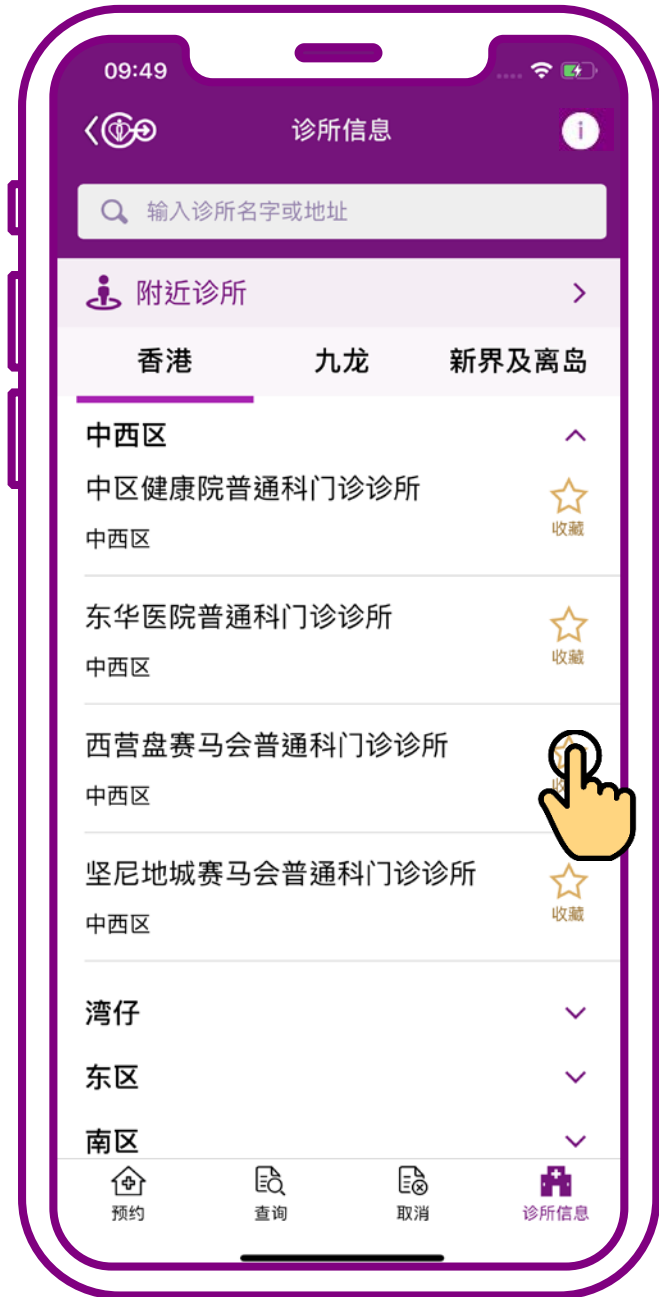 09:49
诊所信息
i
输入诊所名字或地址
附近诊所
香港 九龙 新界及离岛
中西区
中区健康院普通科门诊诊所
收藏
中西区
东华医院普通科门诊诊所
收藏
中西区
西营盘赛马会普通科门诊诊所
中西区
坚尼地城赛马会普通科门诊诊所
收藏
中西区
湾仔
东区
南区
预约 查询 取消 诊所信息